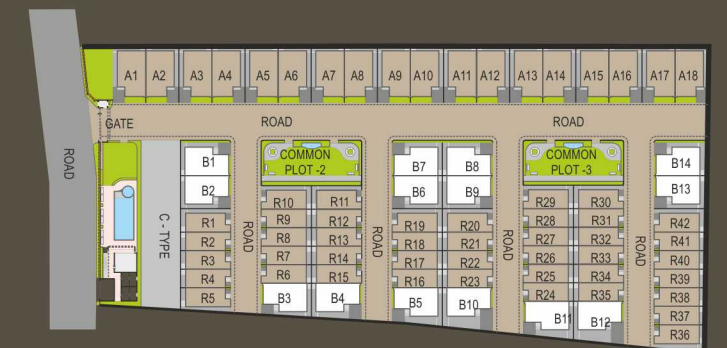 A1 A2 A3 A4 A5 A6 A7 A8 A9 A10 A11 A12 A13 A14 A15 A16 A17 A18
GATE ROAD ROAD
ROAD
C - TYPE
B1
B2
R1
R2
R3
R4
R5
ROAD
COMMON
PLOT -2
R10 R11
R9 R12
R8 R13
R7 R14
R6 R15
B3 B4
ROAD
B7 B8
B6 B9
R19 R20
R18 R21
R17 R22
R16 R23
B5 B10
ROAD
COMMON
PLOT -3
R29 R30
R28 R31
R27 R32
R26 R33
R25 R34
R24 R35
B11 B12
ROAD
B14
B13
R42
R41
R40
R39
R38
R37
R36